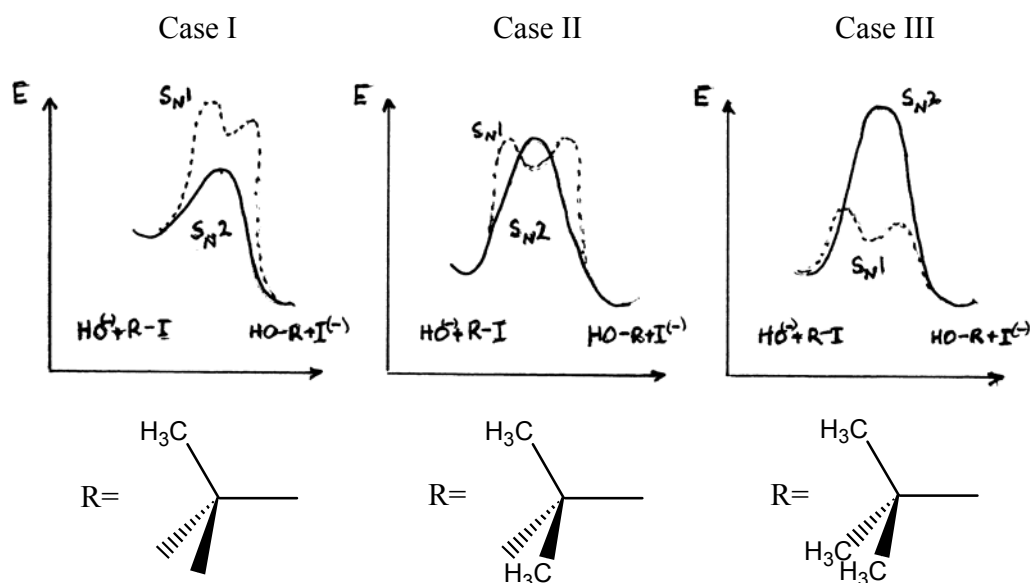 Case I
Case II
Case III
E
SN1
SN2
HO(-)+R-I
HO-R+I(-)
E
SN1
SN2
HO(-)+R-I
HO-R+I(-)
E
SN2
SN1
HO(-)+R-I
HO-R+I(-)
R=
H3C
R=
H3C
H3C
R=
H3C
H3C
H3C